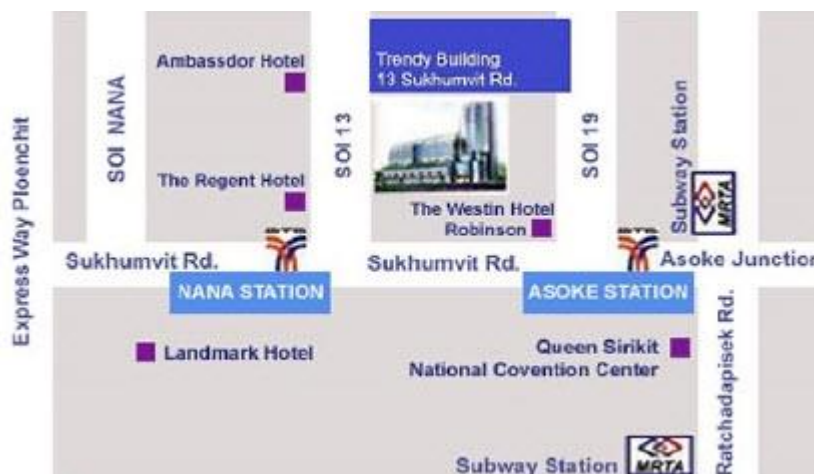 Ambassdor Hotel
Trendy Building
13 Sukhumvit Rd.
SOI NANA
SOI 13
SOI 19
Subway Station
MRTA
Express Way Ploenchit
The Regent Hotel
The Westin Hotel
Robinson
BTS
BTS
Sukhumvit Rd.
Sukhumvit Rd.
Asoke Junction
NANA STATION
ASOKE STATION
Landmark Hotel
Queen Sirikit
National Covention Center
Ratchadapisek Rd.
Subway Station
MRTA